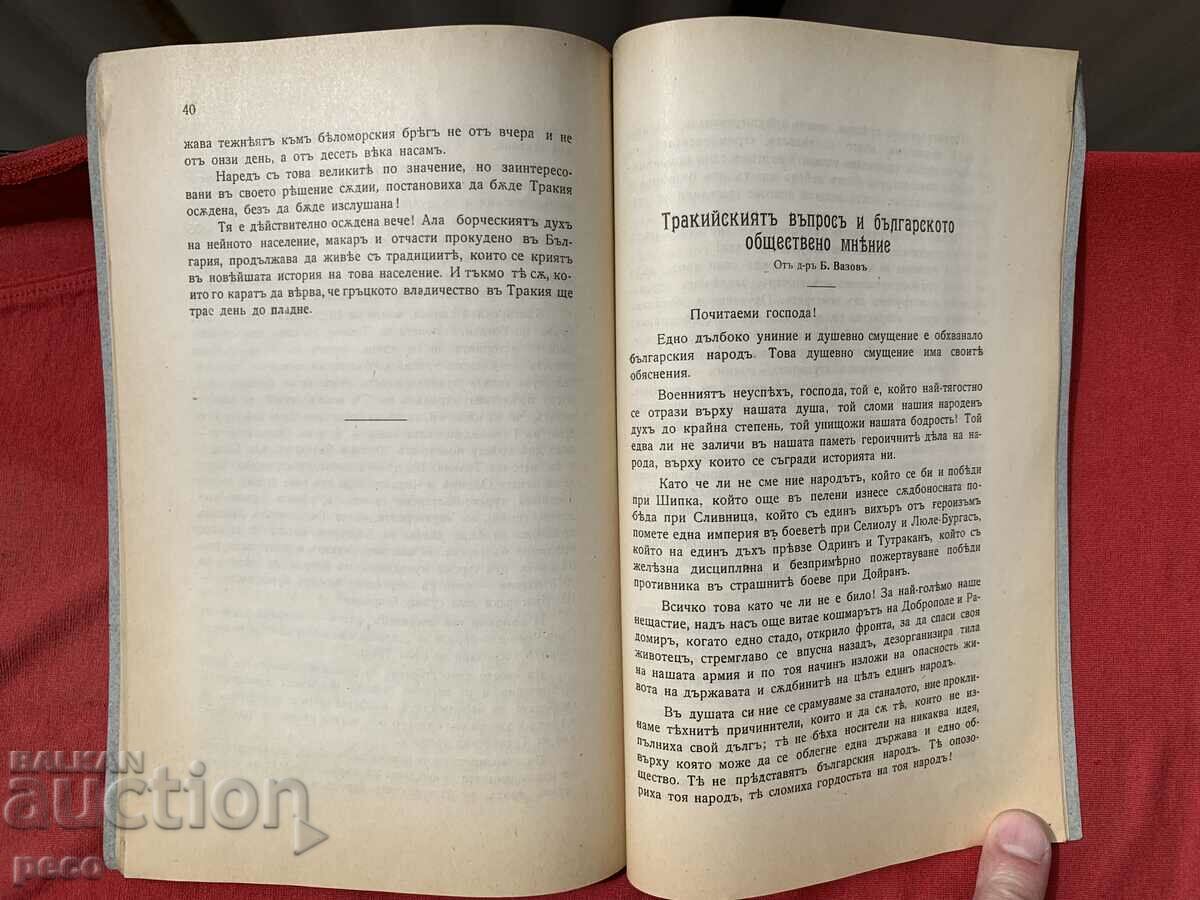 40
жава тежнѣятъ къмъ бѣломорския брѣгъ не отъ вчера и не
отъ онзи день, а отъ десеть вѣка насам.
Наредъ съ това великитѣ по значение, но заинтересо-
вани въ своето рѣшение сѫдии, постановиха да бѫде Тракия
осѫдена, безъ да бѫде изслушана!
Тя е дѣйствително осѫдена вече! Ала борческиятъ духъ
на нейното население, макаръ и отчасти прокудено въ Бъл-
гария, продължава да живѣе съ традициитѣ, които се криятъ
въ новѣйшата история на това население. И тъкмо тѣ сѫ, ко-
ито го каратъ да вѣрва, че гръцкото владичество въ Тракия ще
трае день до пладне.
Тракийскиятъ въпросъ и българското
обществено мнѣние
Отъ д-ръ Б. Вазовъ
Почитаеми господа!
Едно дълбоко униние и душевно смущение е обхванало
българския народъ. Това душевно смущение има своитѣ
обяснения.
Военниятъ неуспѣхъ, господа, той е, който най-тягостно
се отрази върху нашата душа, той сломи нашия народенъ
духъ до крайна степень, той унищожи нашата бодрость! Той
едва ли не заличи въ нашата паметь героичнитѣ дѣла на на-
рода, върху които се съгради историята ни.
Като че ли не сме ние народътъ, който се би и побѣди
при Шипка, който още въ пелени изнесе сѫдбоносната по-
бѣда при Сливница, който съ единъ вихъръ отъ героизъмъ
помете една империя въ боеветѣ при Селиолу и Люле-Бургасъ,
който на единъ дъхъ прѣвзе Одринъ и Тутраканъ, който съ
желѣзна дисциплина и безпримѣрно пожертвуване побѣди
противника въ страшнитѣ боеве при Дойранъ.
Всичко това като че ли не е било! За най-голѣмо наше
нещастие, надъ насъ още витае кошмарътъ на Доброполе и Ра-
домиръ, когато едно стадо, открило фронта, за да спаси своя
животецъ, стремглаво се впусна назадъ, дезорганизира тила
на нашата армия и по тоя начинъ изложи на опасность жи-
вота на държавата и сѫдбинитѣ на цѣлъ единъ народъ.
Въ душата си ние се срамуваме за станалото, ние прокли-
наме тѣхнитѣ причинители, които и да сѫ тѣ, които не из-
пълниха свой дългъ; тѣ не бѣха носители на никаква идея,
върху която може да се облегне една държава и едно об-
щество. Тѣ не прѣдставятъ българския народъ. Тѣ опозо-
риха тоя народъ, тѣ сломиха гордостьта на тоя народъ!
BALKAN
auction
peco